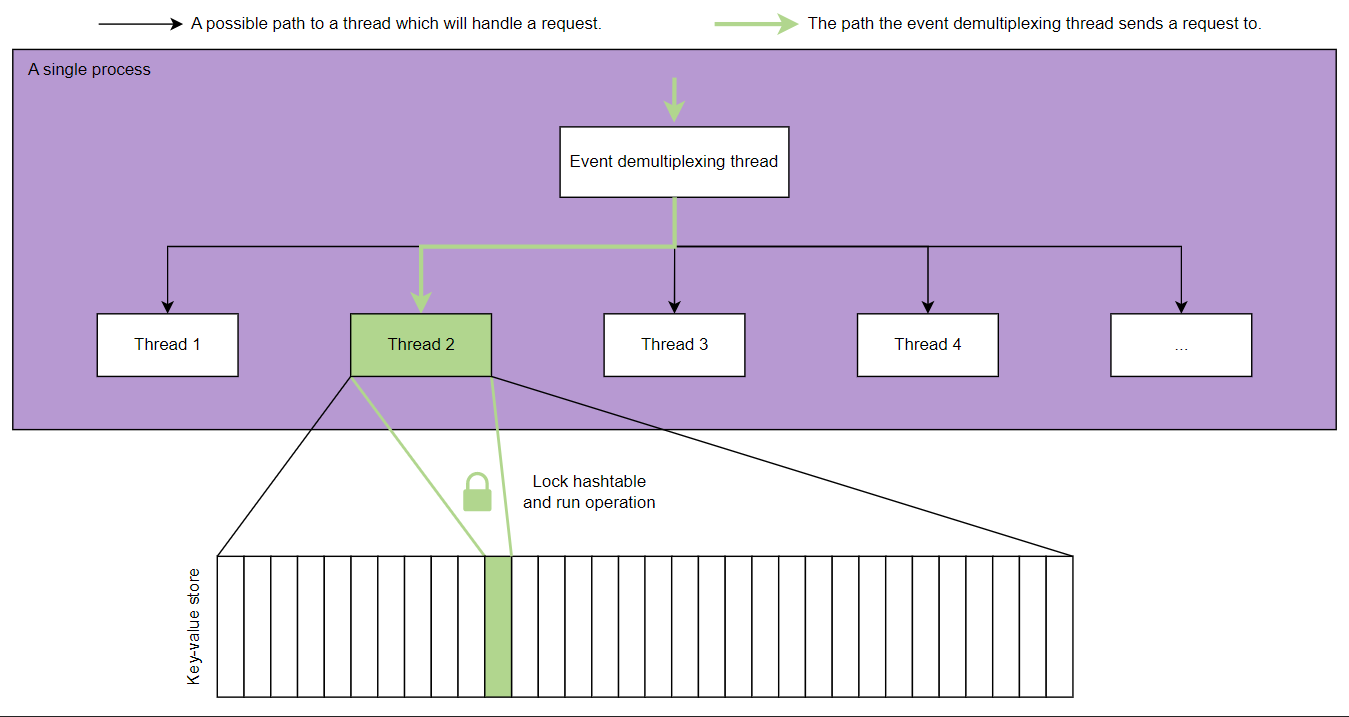 A possible path to a thread which will handle a request.
The path the event demultiplexing thread sends a request to.
A single process
Event demultiplexing thread
Thread 1
Thread 2
Thread 3
Thread 4
...
Lock hashtable
and run operation
Key-value store